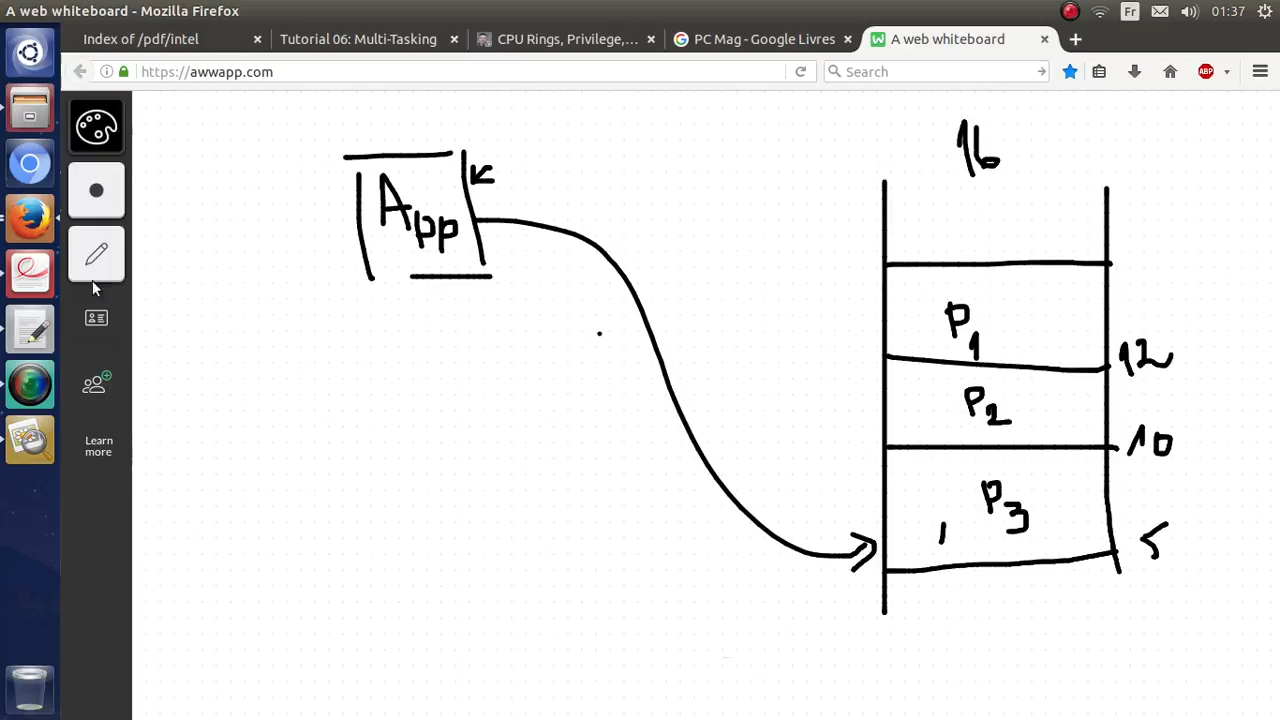 A web whiteboard - Mozilla Firefox
Fr
01:37
Index of /pdf/intel
Tutorial 06: Multi-Tasking
CPU Rings, Privilege,...
PC Mag - Google Livres
A web whiteboard
https://awwapp.com
Search
ABP
16
App
P1
12
P2
10
P3
5
Learn
more